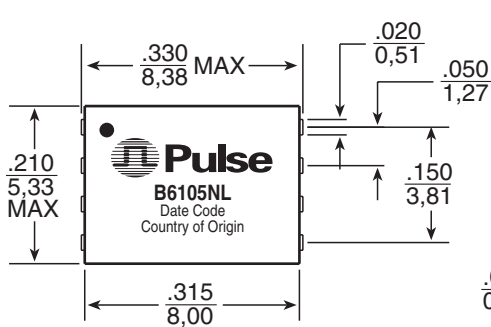 .330
8,38 MAX
.020
0,51
.050
1,27
.210
5,33
MAX
Pulse
B6105NL
Date Code
Country of Origin
.150
3,81
.315
8,00